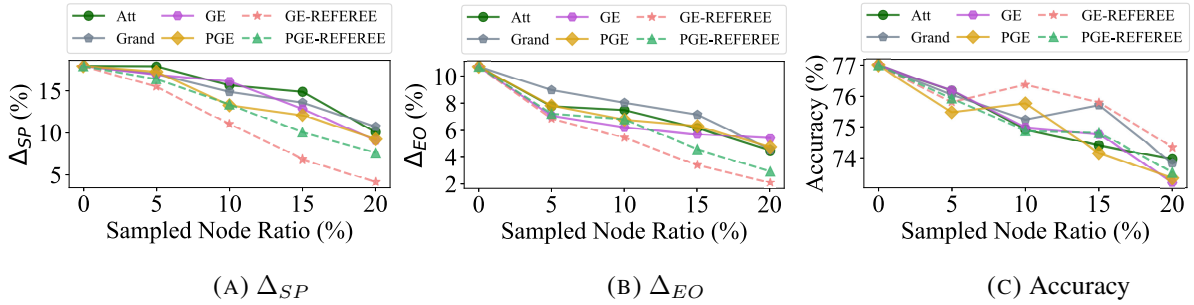 Att GE GE-REFEREE
Grand PGE PGE-REFEREE
Δ_SP (%)
15
10
5
0 5 10 15 20
Sampled Node Ratio (%)
(A) Δ_SP
Att GE GE-REFEREE
Grand PGE PGE-REFEREE
Δ_EO (%)
10
8
6
4
2
0 5 10 15 20
Sampled Node Ratio (%)
(B) Δ_EO
Att GE GE-REFEREE
Grand PGE PGE-REFEREE
Accuracy (%)
77
76
75
74
0 5 10 15 20
Sampled Node Ratio (%)
(C) Accuracy